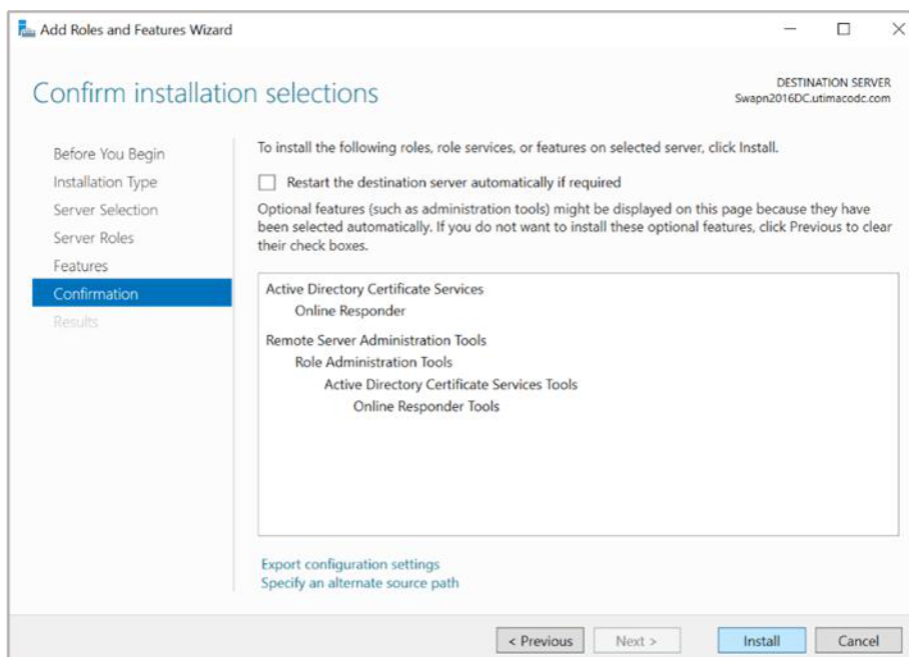 Add Roles and Features Wizard
Confirm installation selections
DESTINATION SERVER
Swapn2016DC.utimacodc.com
Before You Begin
Installation Type
Server Selection
Server Roles
Features
Confirmation
Results
To install the following roles, role services, or features on selected server, click Install.
Restart the destination server automatically if required
Optional features (such as administration tools) might be displayed on this page because they have
been selected automatically. If you do not want to install these optional features, click Previous to clear
their check boxes.
Active Directory Certificate Services
Online Responder
Remote Server Administration Tools
Role Administration Tools
Active Directory Certificate Services Tools
Online Responder Tools
Export configuration settings
Specify an alternate source path
< Previous
Next >
Install
Cancel